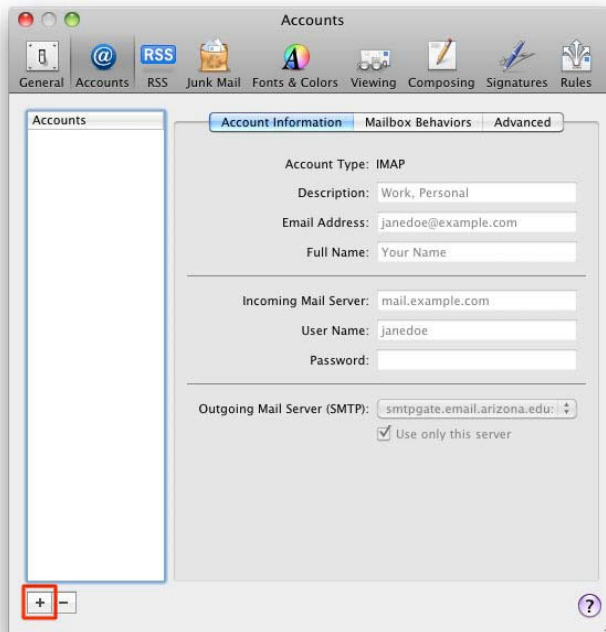 Accounts
RSS
General Accounts RSS Junk Mail Fonts & Colors Viewing Composing Signatures Rules
Accounts
Account Information Mailbox Behaviors Advanced
Account Type: IMAP
Description: Work, Personal
Email Address: janedoe@example.com
Full Name: Your Name
Incoming Mail Server: mail.example.com
User Name: janedoe
Password:
Outgoing Mail Server (SMTP): smtpgate.email.arizona.edu:
Use only this server
+ −
?